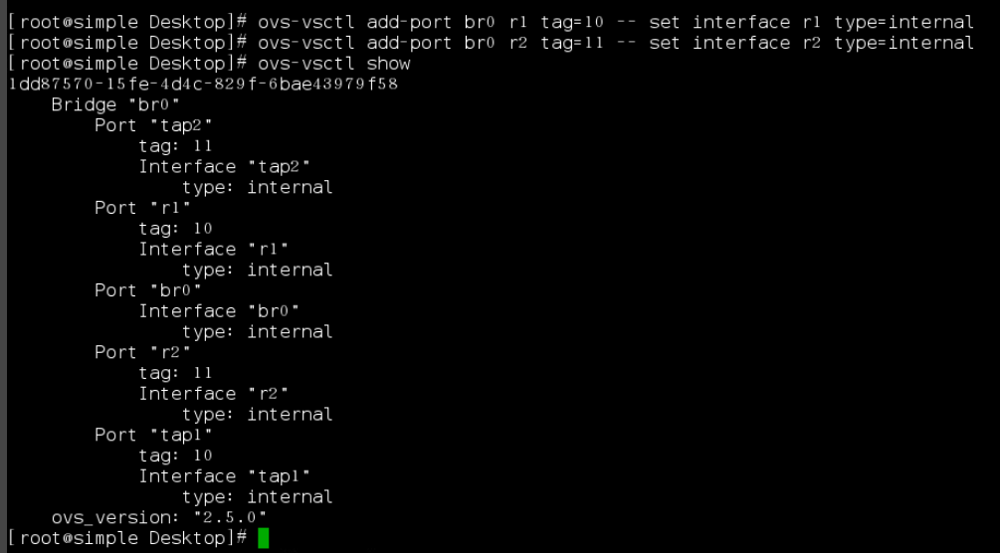 [root@simple Desktop]# ovs-vsctl add-port br0 r1 tag=10 -- set interface r1 type=internal
[root@simple Desktop]# ovs-vsctl add-port br0 r2 tag=11 -- set interface r2 type=internal
[root@simple Desktop]# ovs-vsctl show
1dd87570-15fe-4d4c-829f-6bae43979f58
    Bridge "br0"
        Port "tap2"
            tag: 11
            Interface "tap2"
                type: internal
        Port "r1"
            tag: 10
            Interface "r1"
                type: internal
        Port "br0"
            Interface "br0"
                type: internal
        Port "r2"
            tag: 11
            Interface "r2"
                type: internal
        Port "tap1"
            tag: 10
            Interface "tap1"
                type: internal
    ovs_version: "2.5.0"
[root@simple Desktop]#